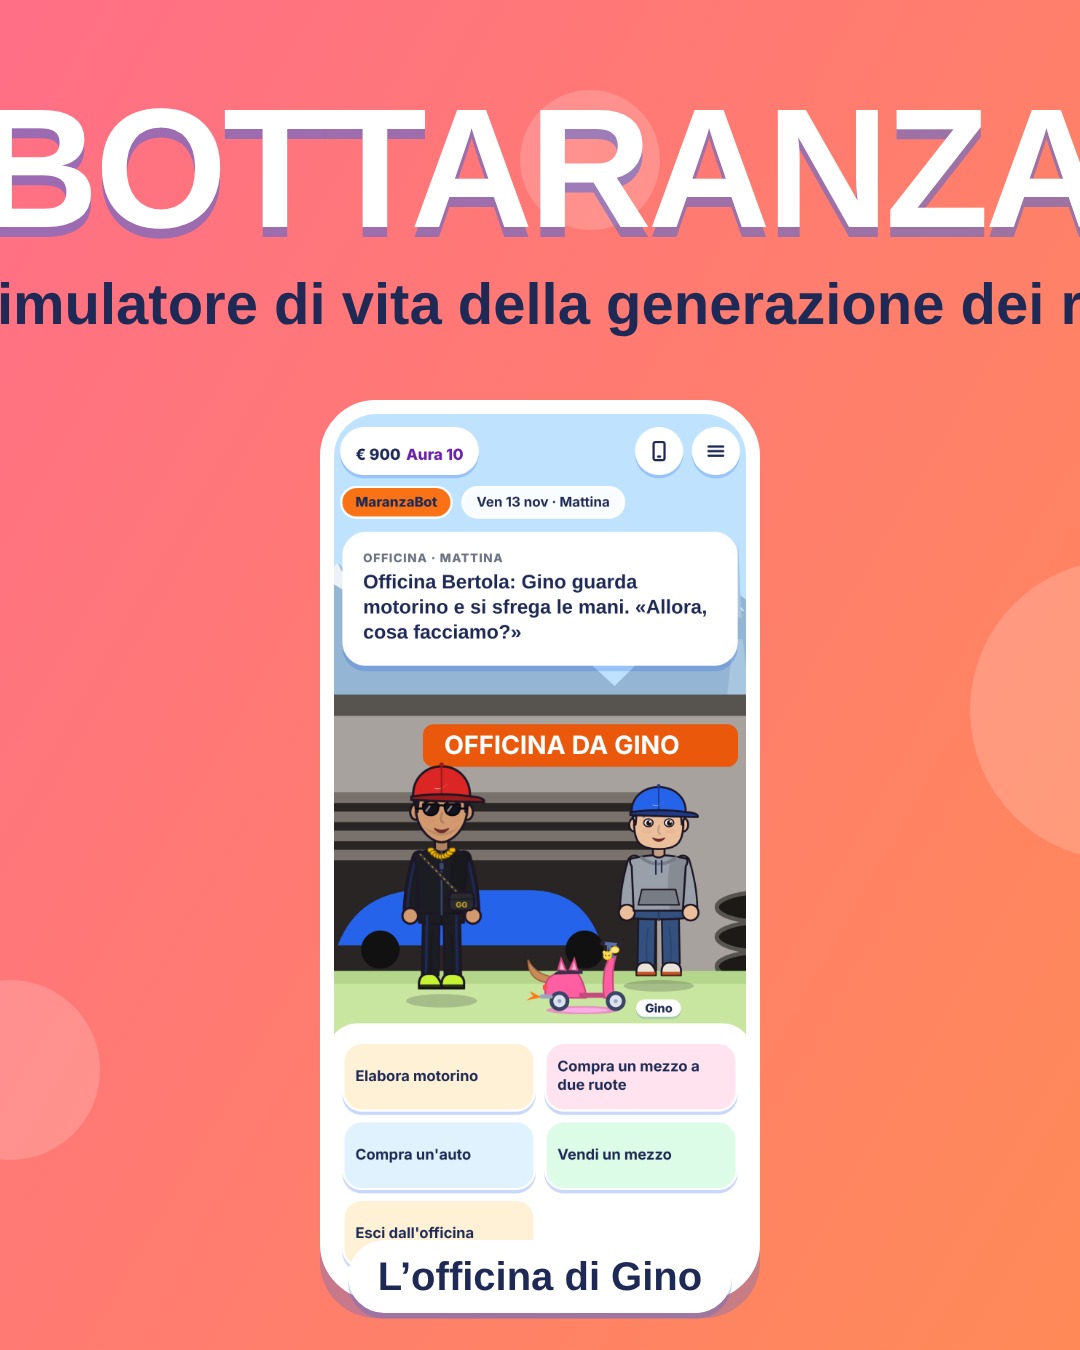 BOTTARANZA
imulatore di vita della generazione dei
€ 900 Aura 10
MaranzaBot
Ven 13 nov · Mattina
OFFICINA · MATTINA
Officina Bertola: Gino guarda
motorino e si sfrega le mani. «Allora,
cosa facciamo?»
OFFICINA DA GINO
GG
Gino
Elabora motorino
Compra un mezzo a
due ruote
Compra un'auto
Vendi un mezzo
Esci dall'officina
L’officina di Gino